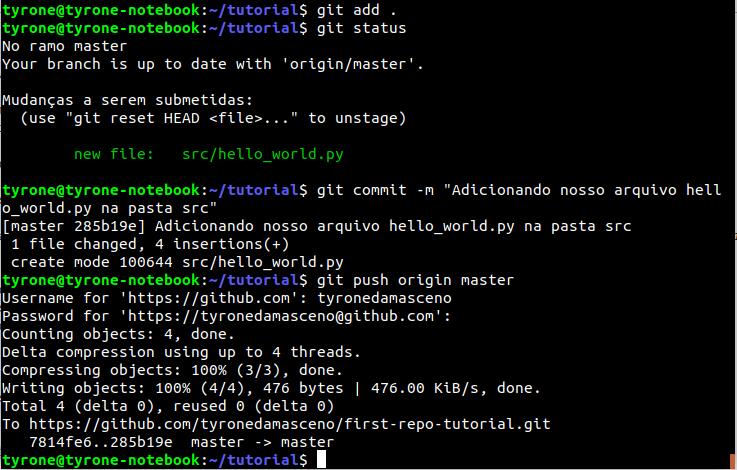 tyrone@tyrone-notebook:~/tutorial$ git add .
tyrone@tyrone-notebook:~/tutorial$ git status
No ramo master
Your branch is up to date with 'origin/master'.
Mudanças a serem submetidas:
  (use "git reset HEAD <file>..." to unstage)
        new file:   src/hello_world.py
tyrone@tyrone-notebook:~/tutorial$ git commit -m "Adicionando nosso arquivo hell
o_world.py na pasta src"
[master 285b19e] Adicionando nosso arquivo hello_world.py na pasta src
 1 file changed, 4 insertions(+)
 create mode 100644 src/hello_world.py
tyrone@tyrone-notebook:~/tutorial$ git push origin master
Username for 'https://github.com': tyronedamasceno
Password for 'https://tyronedamasceno@github.com':
Counting objects: 4, done.
Delta compression using up to 4 threads.
Compressing objects: 100% (3/3), done.
Writing objects: 100% (4/4), 476 bytes | 476.00 KiB/s, done.
Total 4 (delta 0), reused 0 (delta 0)
To https://github.com/tyronedamasceno/first-repo-tutorial.git
   7814fe6..285b19e  master -> master
tyrone@tyrone-notebook:~/tutorial$